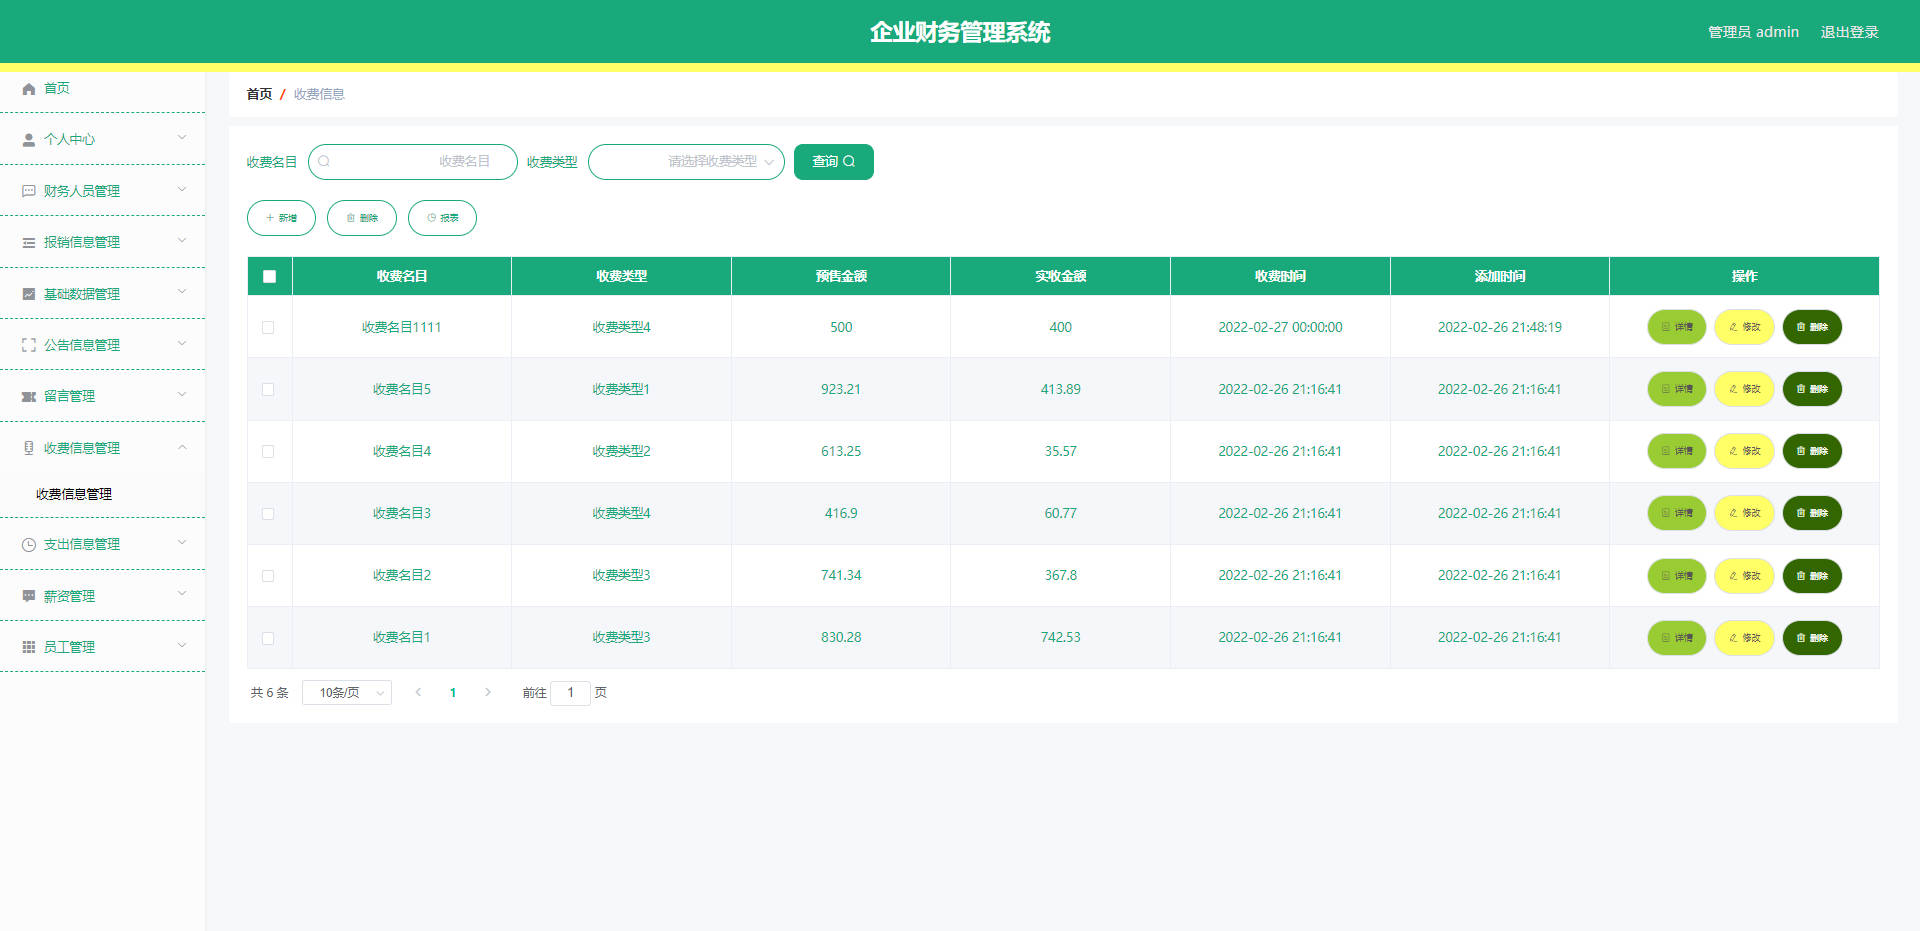 企业财务管理系统
管理员 admin 退出登录
首页
个人中心
财务人员管理
报销信息管理
基础数据管理
公告信息管理
留言管理
收费信息管理
收费信息管理
支出信息管理
薪资管理
员工管理
首页 / 收费信息
收费名目 收费名目 收费类型 请选择收费类型 查询
新增 删除 报表
收费名目 收费类型 预售金额 实收金额 收费时间 添加时间 操作
收费名目1111 收费类型4 500 400 2022-02-27 00:00:00 2022-02-26 21:48:19 详情 修改 删除
收费名目5 收费类型1 923.21 413.89 2022-02-26 21:16:41 2022-02-26 21:16:41 详情 修改 删除
收费名目4 收费类型2 613.25 35.57 2022-02-26 21:16:41 2022-02-26 21:16:41 详情 修改 删除
收费名目3 收费类型4 416.9 60.77 2022-02-26 21:16:41 2022-02-26 21:16:41 详情 修改 删除
收费名目2 收费类型3 741.34 367.8 2022-02-26 21:16:41 2022-02-26 21:16:41 详情 修改 删除
收费名目1 收费类型3 830.28 742.53 2022-02-26 21:16:41 2022-02-26 21:16:41 详情 修改 删除
共 6 条 10条/页 1 前往 1 页